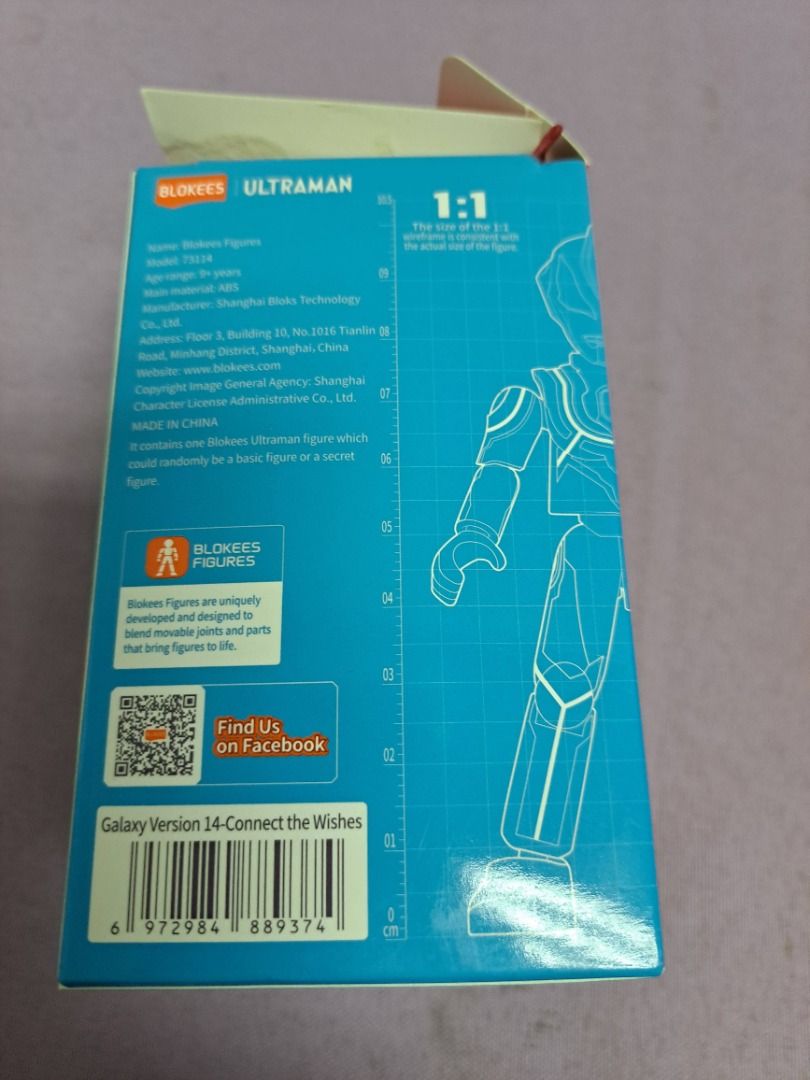 BLOKEES | ULTRAMAN
Name: Blokees Figures
Model: 73114
Age range: 9+ years
Main material: ABS
Manufacturer: Shanghai Bloks Technology
Co., Ltd.
Address: Floor 3, Building 10, No.1016 Tianlin
Road, Minhang District, Shanghai, China
Website: www.blokees.com
Copyright Image General Agency: Shanghai
Character License Administrative Co., Ltd.
MADE IN CHINA
It contains one Blokees Ultraman figure which
could randomly be a basic figure or a secret
figure.
BLOKEES
FIGURES
Blokees Figures are uniquely
developed and designed to
blend movable joints and parts
that bring figures to life.
Find Us
on Facebook
Galaxy Version 14-Connect the Wishes
6 972984 889374
1:1
The size of the 1:1
wireframe is consistent with
the actual size of the figure.
10.5
09
08
07
06
05
04
03
02
01
0
cm